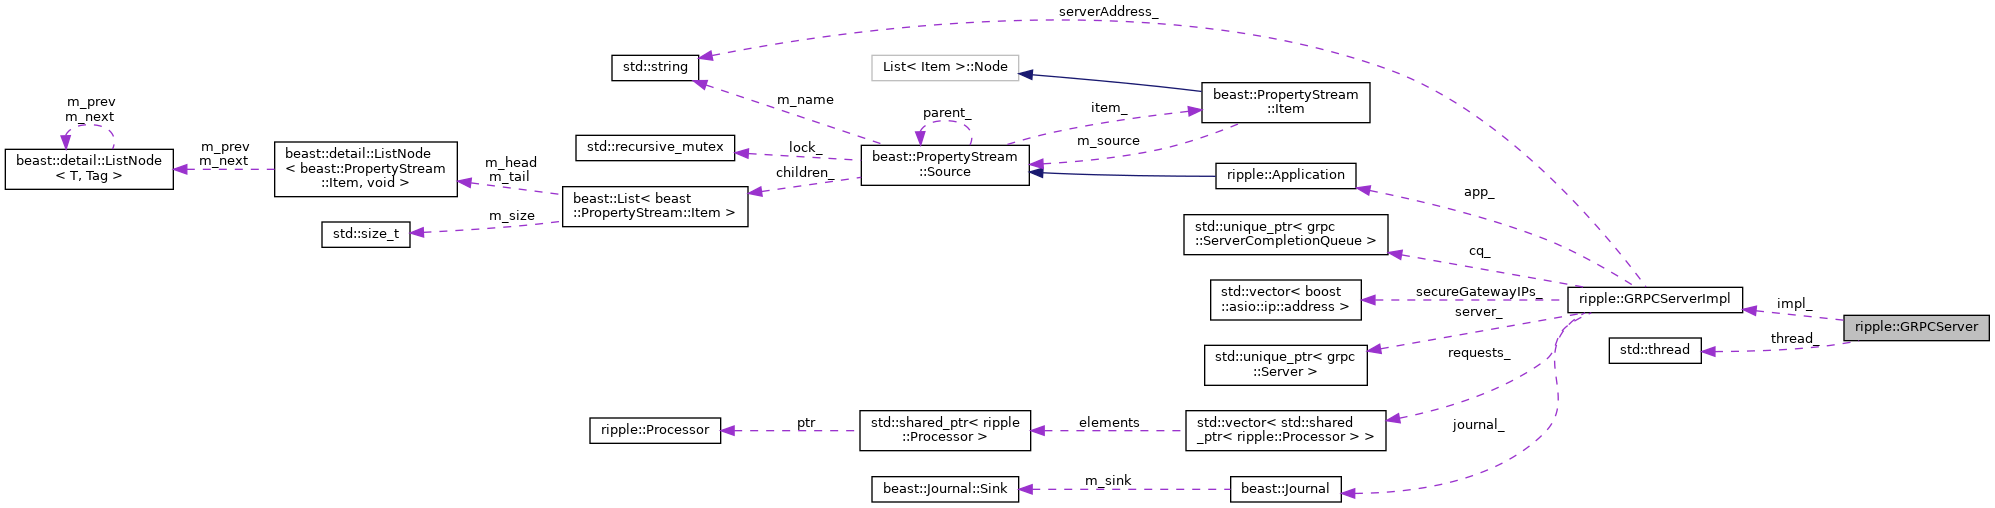 serverAddress_
std::string
List< Item >::Node
beast::PropertyStream
::Item
m_prev
m_next
m_name
parent_
item_
m_source
beast::detail::ListNode
< T, Tag >
m_prev
m_next
beast::detail::ListNode
< beast::PropertyStream
::Item, void >
m_head
m_tail
std::recursive_mutex
lock_
children_
beast::PropertyStream
::Source
ripple::Application
app_
beast::List< beast
::PropertyStream::Item >
m_size
std::size_t
std::unique_ptr< grpc
::ServerCompletionQueue >
cq_
std::vector< boost
::asio::ip::address >
secureGatewayIPs_
server_
ripple::GRPCServerImpl
impl_
ripple::GRPCServer
thread_
std::thread
std::unique_ptr< grpc
::Server >
requests_
ripple::Processor
ptr
std::shared_ptr< ripple
::Processor >
elements
std::vector< std::shared
_ptr< ripple::Processor > >
journal_
beast::Journal::Sink
m_sink
beast::Journal